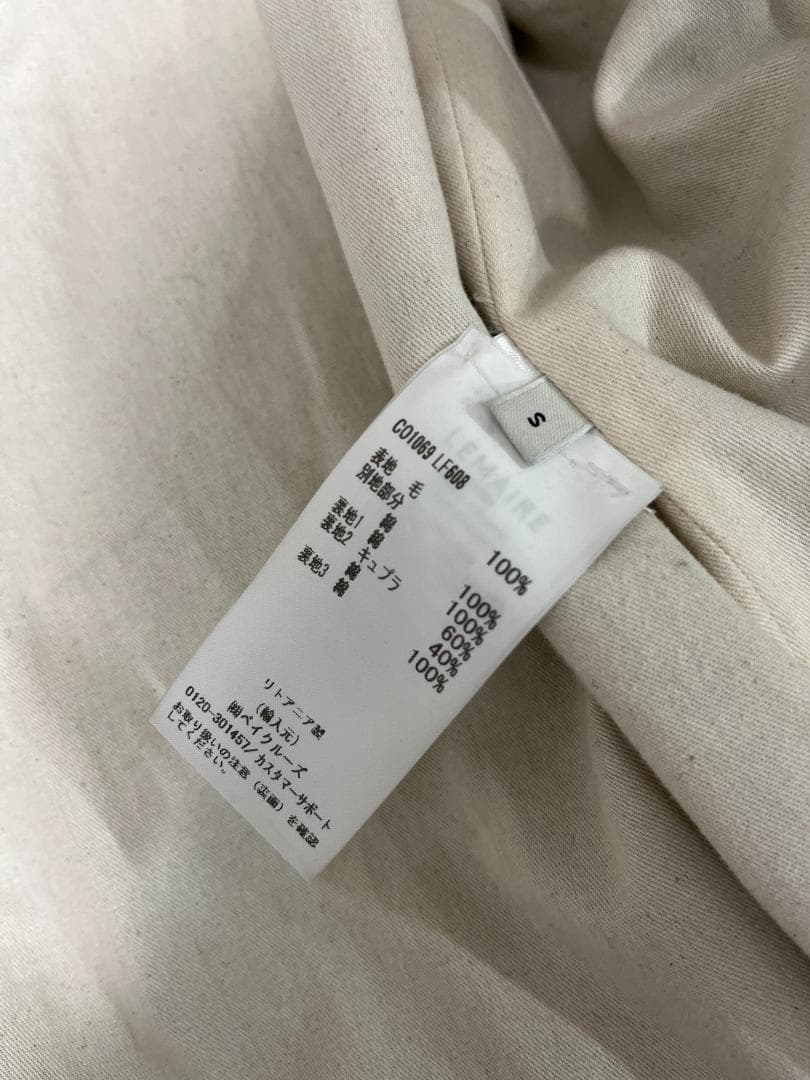 S
LEMAIRE
CO1069 LF608
表地 毛 100%
別地部分
綿 100%
裏地1 綿 100%
裏地2 キュプラ 60%
綿 40%
裏地3 綿 100%
リトアニア製
(輸入元)
㈱ベイクルーズ
0120-301457/カスタマーサポート
お取り扱いの注意(裏面)を確認
してください。